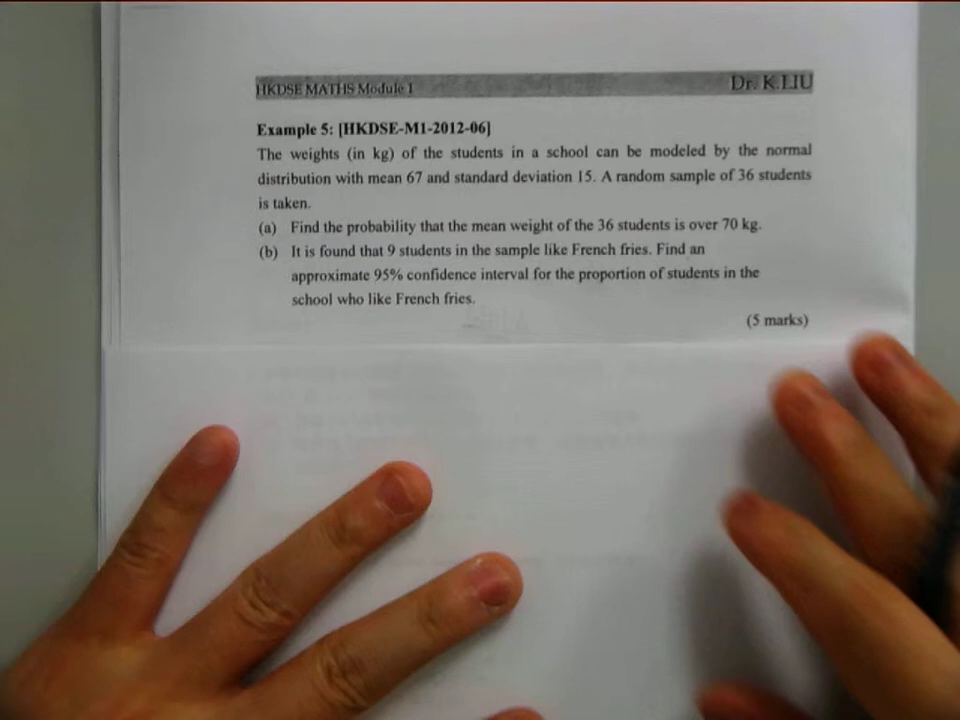 HKDSE MATHS Module 1
Dr. K.LIU
Example 5: [HKDSE-M1-2012-06]
The weights (in kg) of the students in a school can be modeled by the normal
distribution with mean 67 and standard deviation 15. A random sample of 36 students
is taken.
(a) Find the probability that the mean weight of the 36 students is over 70 kg.
(b) It is found that 9 students in the sample like French fries. Find an
approximate 95% confidence interval for the proportion of students in the
school who like French fries.
(5 marks)